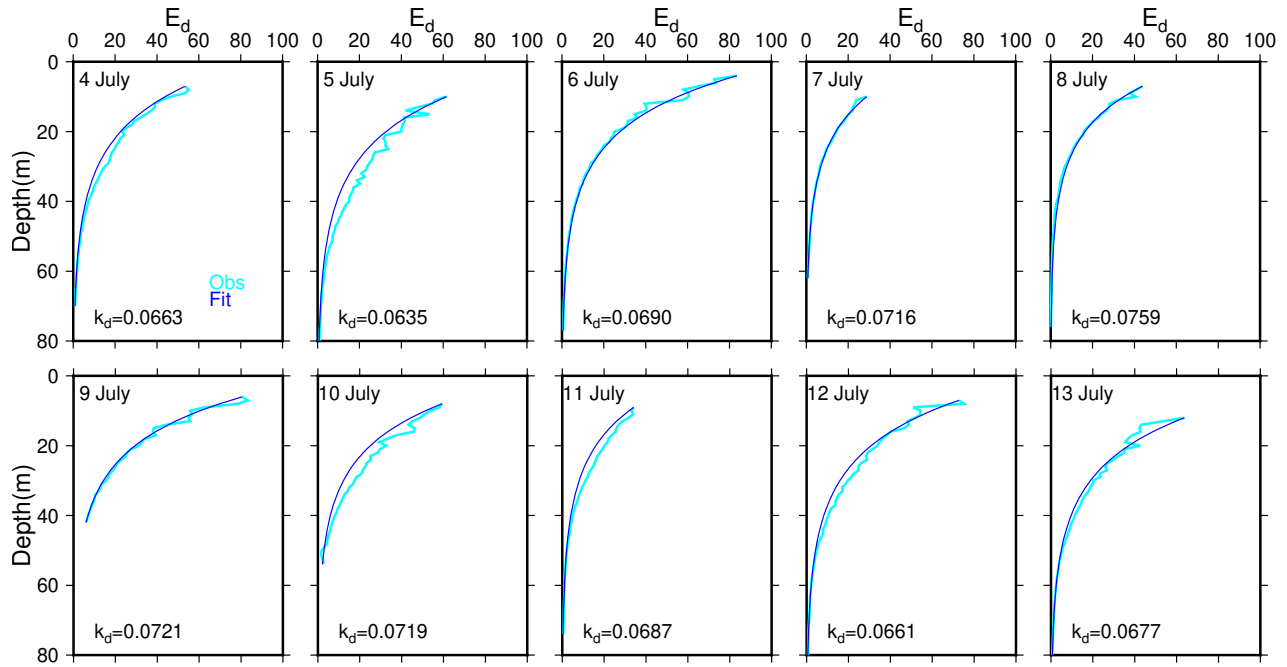 E_d E_d E_d E_d E_d
0 20 40 60 80 100 0 20 40 60 80 100 0 20 40 60 80 100 0 20 40 60 80 100 0 20 40 60 80 100
0
20
40
60
80
Depth(m)
4 July
Obs
Fit
k_d=0.0663
5 July
k_d=0.0635
6 July
k_d=0.0690
7 July
k_d=0.0716
8 July
k_d=0.0759
0
20
40
60
80
Depth(m)
9 July
k_d=0.0721
10 July
k_d=0.0719
11 July
k_d=0.0687
12 July
k_d=0.0661
13 July
k_d=0.0677